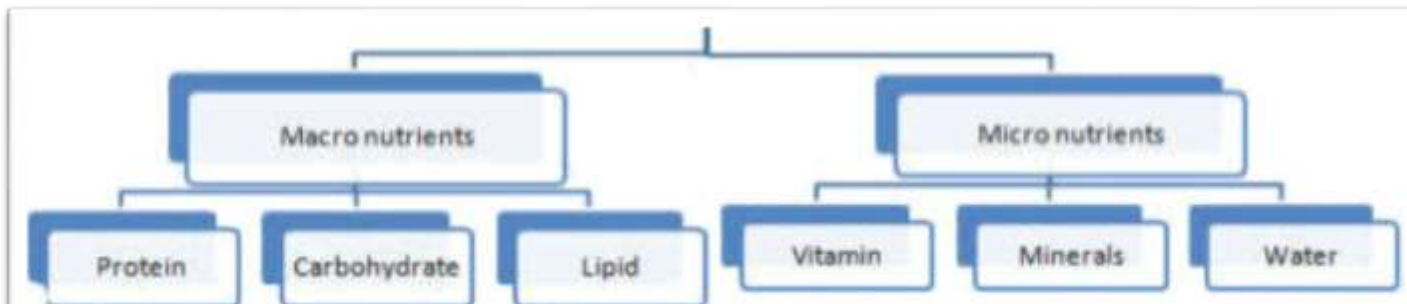 Macro nutrients
Micro nutrients
Protein
Carbohydrate
Lipid
Vitamin
Minerals
Water